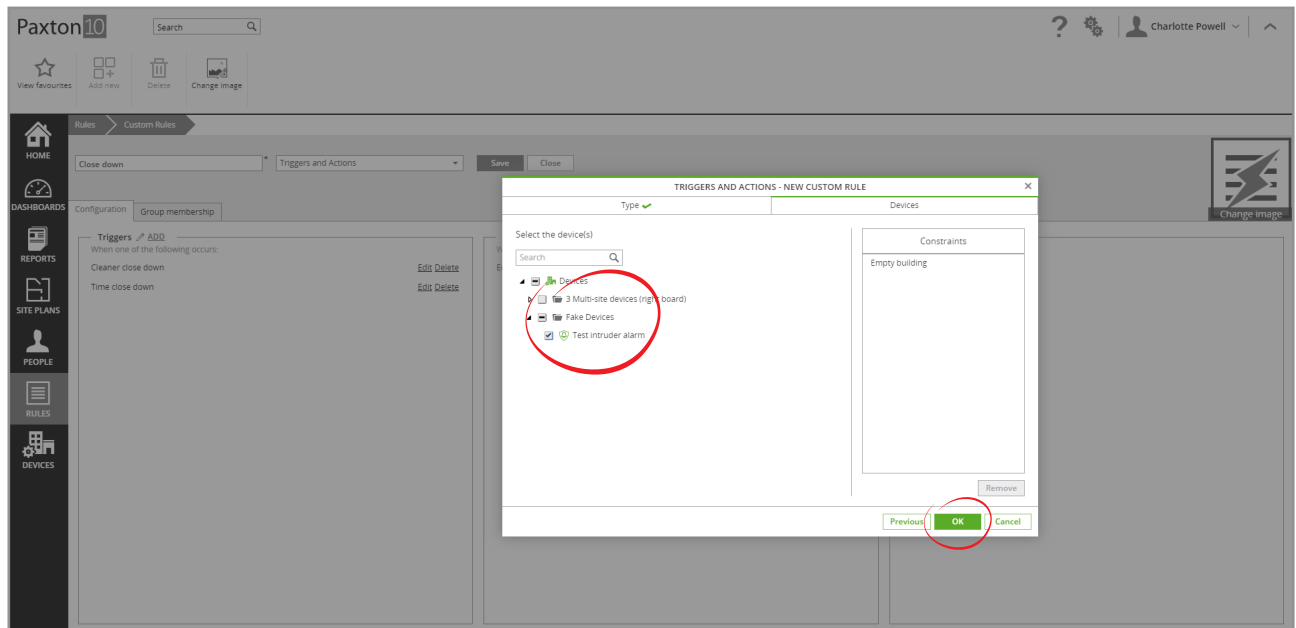 Paxton 10
Search
?
Charlotte Powell
View favourites
Add new
Delete
Change image
Rules
Custom Rules
HOME
DASHBOARDS
REPORTS
SITE PLANS
PEOPLE
RULES
DEVICES
Close down
*
Triggers and Actions
Save
Close
Change image
Configuration
Group membership
Triggers ADD
When one of the following occurs:
Cleaner close down Edit Delete
Time close down Edit Delete
TRIGGERS AND ACTIONS - NEW CUSTOM RULE
Type
Devices
Select the device(s)
Search
Devices
3 Multi-site devices (right board)
Fake Devices
Test intruder alarm
Constraints
Empty building
Remove
Previous
OK
Cancel